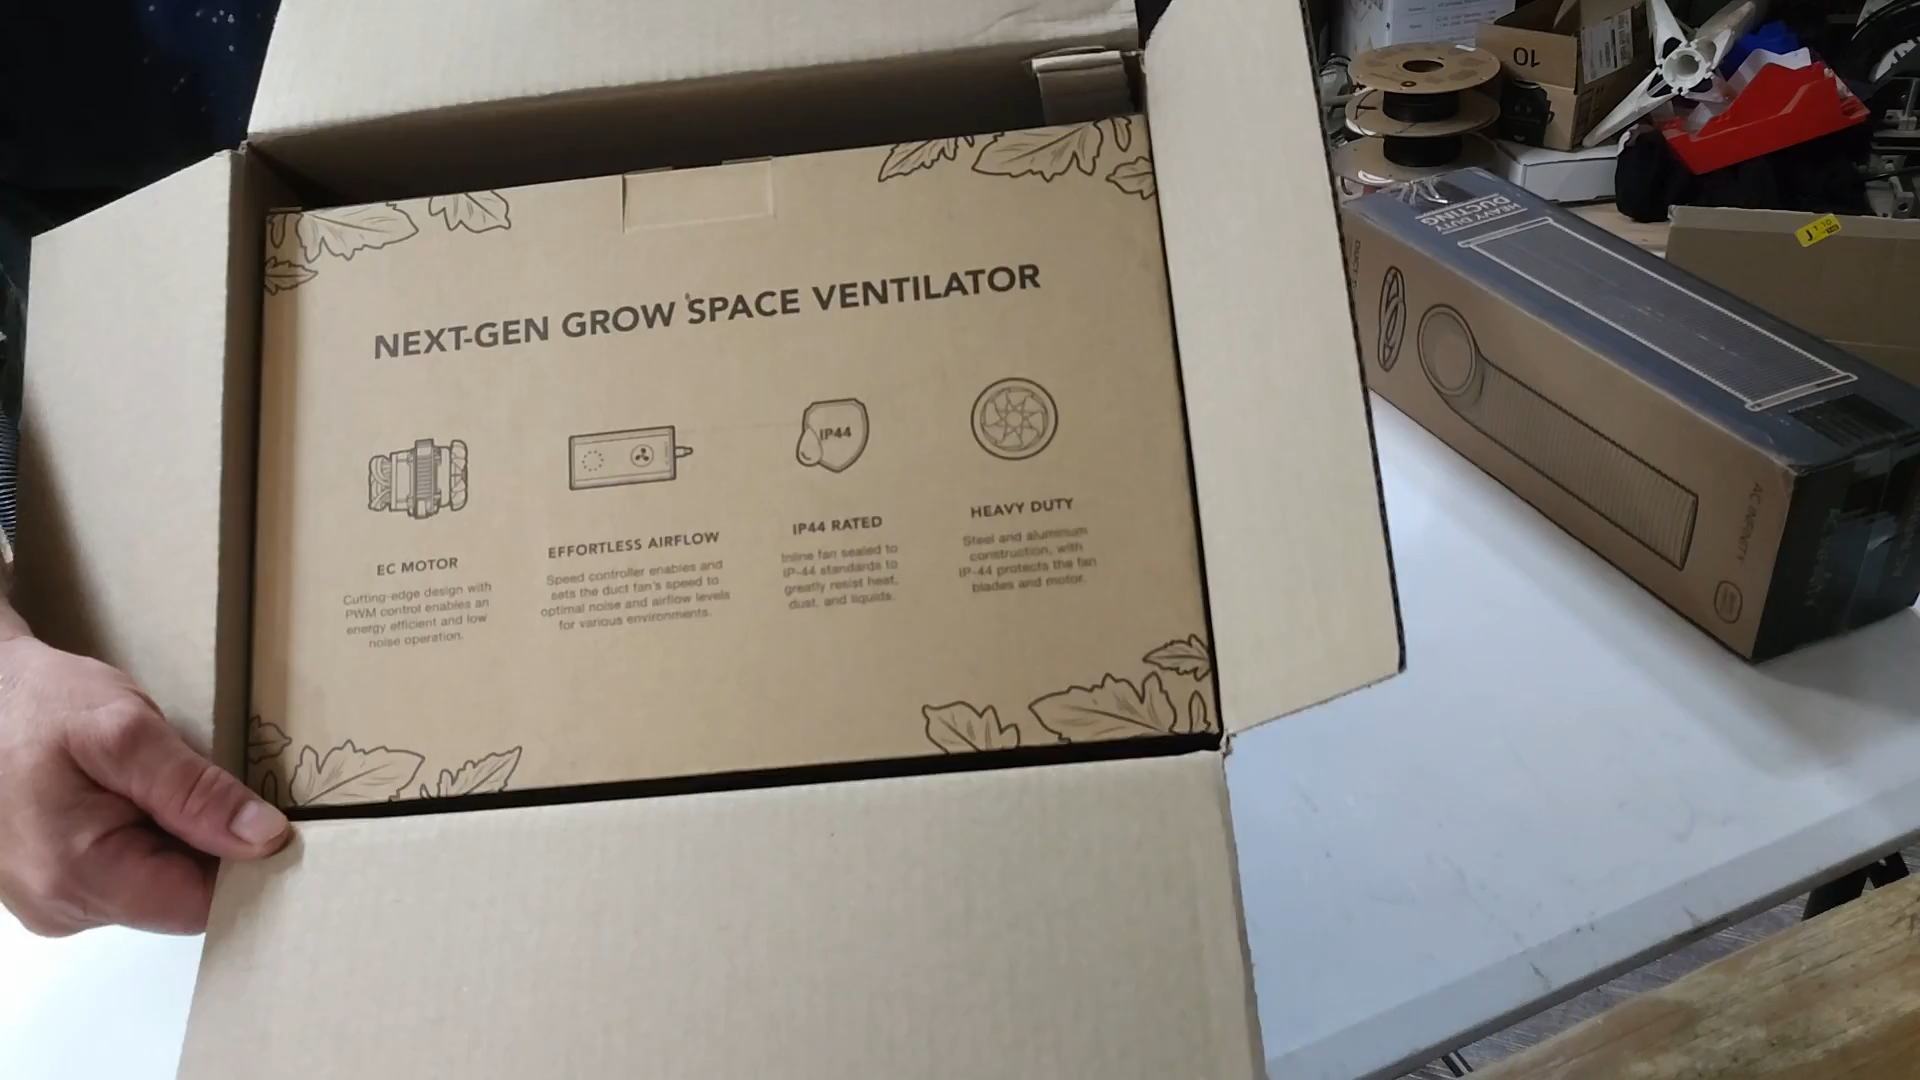 NEXT-GEN GROW SPACE VENTILATOR
EC MOTOR
Cutting-edge design with
PWM control enables an
energy efficient and low
noise operation.
EFFORTLESS AIRFLOW
Speed controller enables and
sets the duct fan's speed to
optimal noise and airflow levels
for various environments.
IP44
IP44 RATED
Inline fan sealed to
IP-44 standards to
greatly resist heat,
dust, and liquids.
HEAVY DUTY
Steel and aluminum
construction, with
IP-44 protects the fan
blades and motor.
HEAVY DUTY
DUCTING
AC INFINITY
10
J